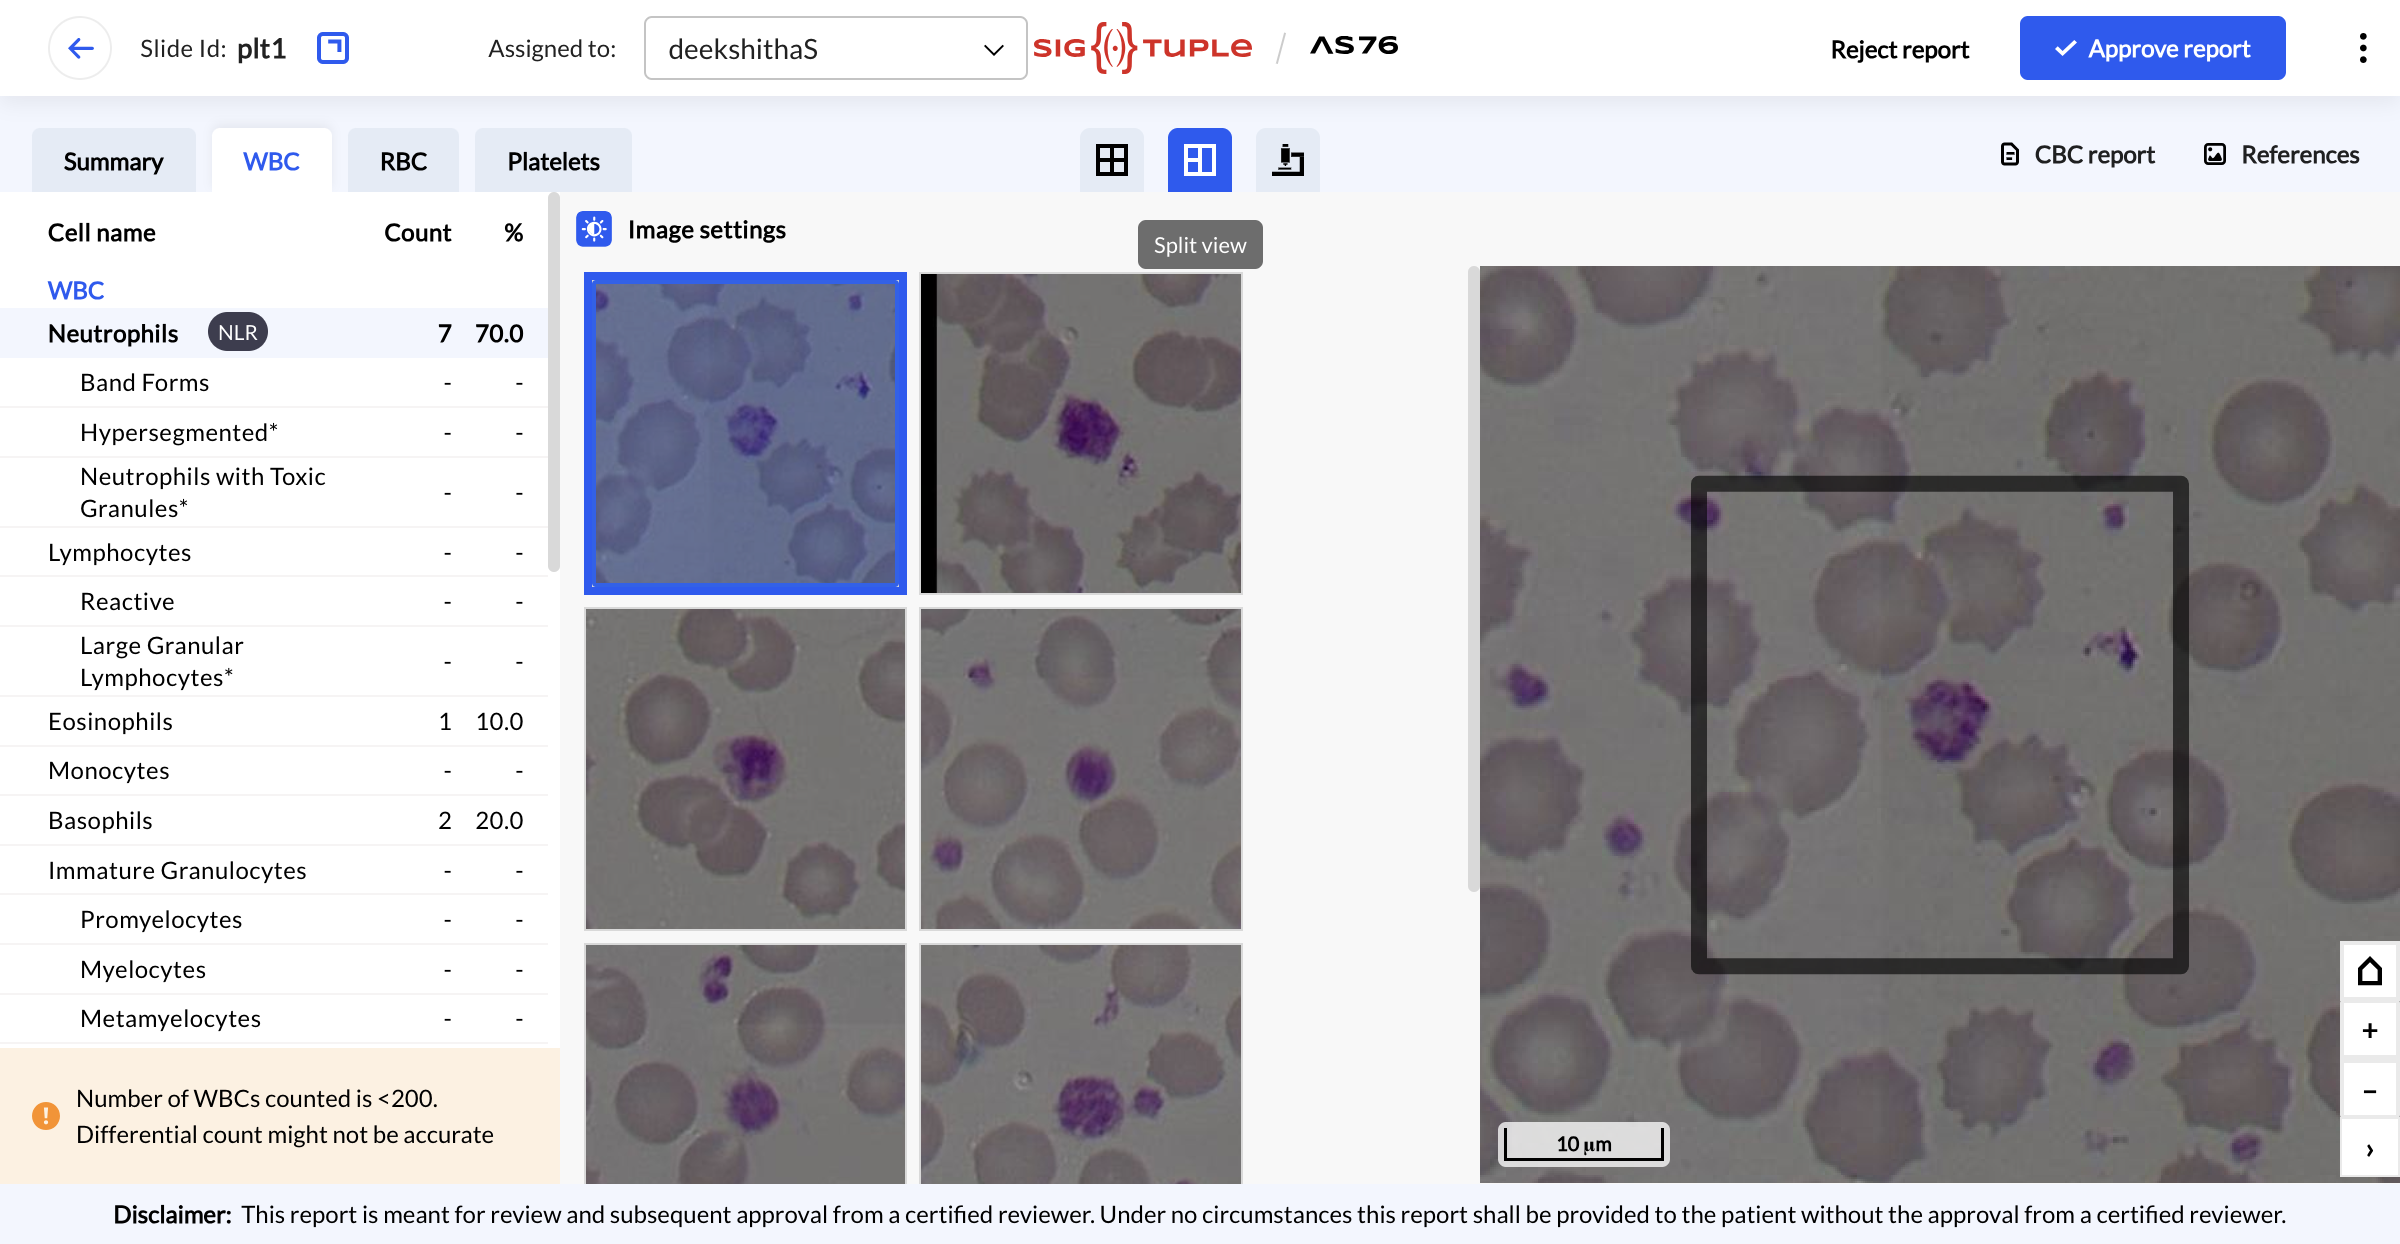 Slide Id: plt1
Assigned to: deekshithaS
SIG TUPLE / AS76
Reject report
Approve report
Summary
WBC
RBC
Platelets
CBC report
References
Split view
Image settings
Cell name Count %
WBC
Neutrophils NLR 7 70.0
Band Forms - -
Hypersegmented* - -
Neutrophils with Toxic
Granules* - -
Lymphocytes - -
Reactive - -
Large Granular
Lymphocytes* - -
Eosinophils 1 10.0
Monocytes - -
Basophils 2 20.0
Immature Granulocytes - -
Promyelocytes - -
Myelocytes - -
Metamyelocytes - -
Number of WBCs counted is <200.
Differential count might not be accurate
10 μm
Disclaimer: This report is meant for review and subsequent approval from a certified reviewer. Under no circumstances this report shall be provided to the patient without the approval from a certified reviewer.